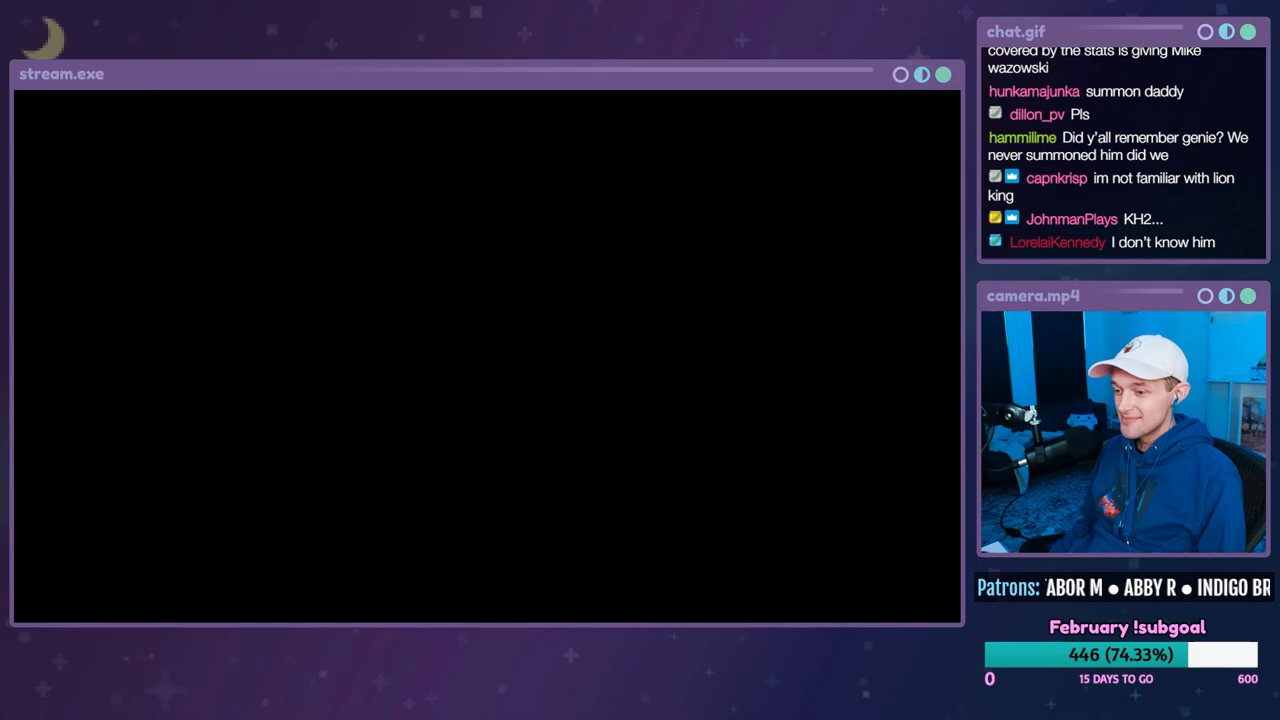 chat.gif
stream.exe
covered by the stats is giving Mike
wazowski
hunkamajunka summon daddy
dillon_pv Pls
hammilime Did y'all remember genie? We
never summoned him did we
capnkrisp im not familiar with lion
king
JohnmanPlays KH2...
LorelaiKennedy I don't know him
camera.mp4
Patrons: ABOR M ● ABBY R ● INDIGO BR
February !subgoal
446 (74.33%)
0 15 DAYS TO GO 600